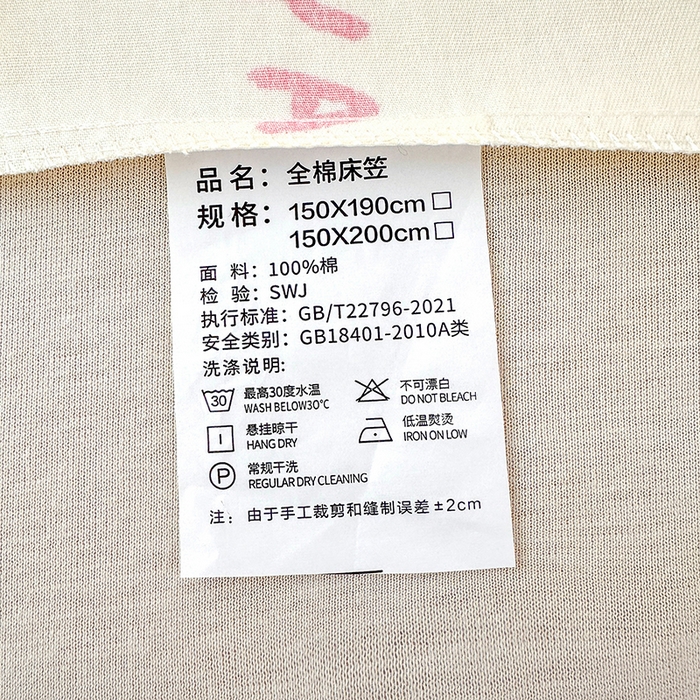 A
品名：全棉床笠
规格：150X190cm□
150X200cm□
面料：100%棉
检验：SWJ
执行标准：GB/T22796-2021
安全类别：GB18401-2010A类
洗涤说明:
30 最高30度水温 不可漂白
WASH BELOW30°C DO NOT BLEACH
悬挂晾干 低温熨烫
HANG DRY IRON ON LOW
P 常规干洗
REGULAR DRY CLEANING
注：由于手工裁剪和缝制误差±2cm